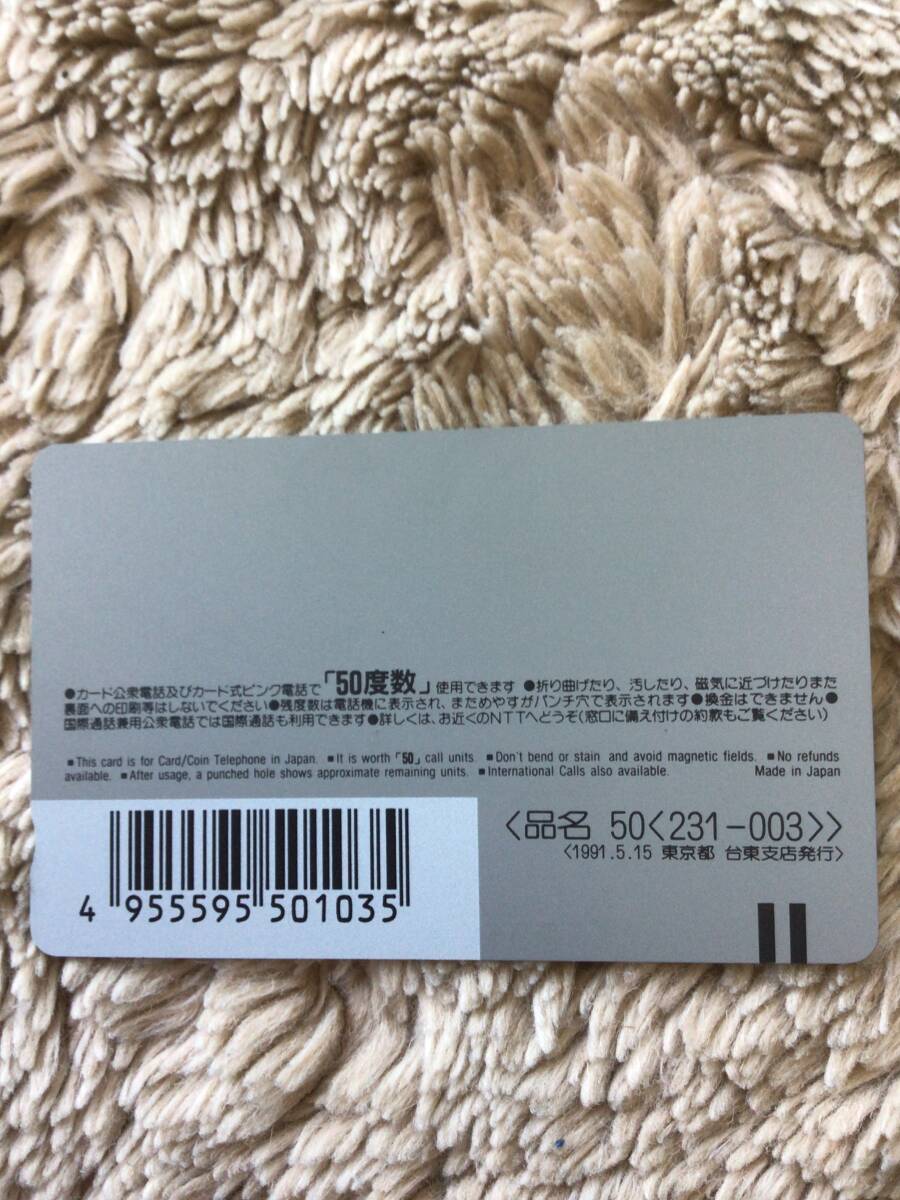 ●カード公衆電話及びカード式ピンク電話で「50度数」使用できます ●折り曲げたり、汚したり、磁気に近づけたりまた
裏面への印刷等はしないでください●残度数は電話機に表示され、まためやすがパンチ穴で表示されます●換金はできません●
国際通話兼用公衆電話では国際通話も利用できます●詳しくは、お近くのNTTへどうぞ(窓口に備え付けの約款もご覧ください)
■This card is for Card/Coin Telephone in Japan. ■It is worth「50」call units. ■Don't bend or stain and avoid magnetic fields. ■No refunds
available. ■After usage, a punched hole shows approximate remaining units. ■International Calls also available. Made in Japan
〈品名 50〈231-003〉〉
〈1991.5.15 東京都 台東支店発行〉
4 955595 501035